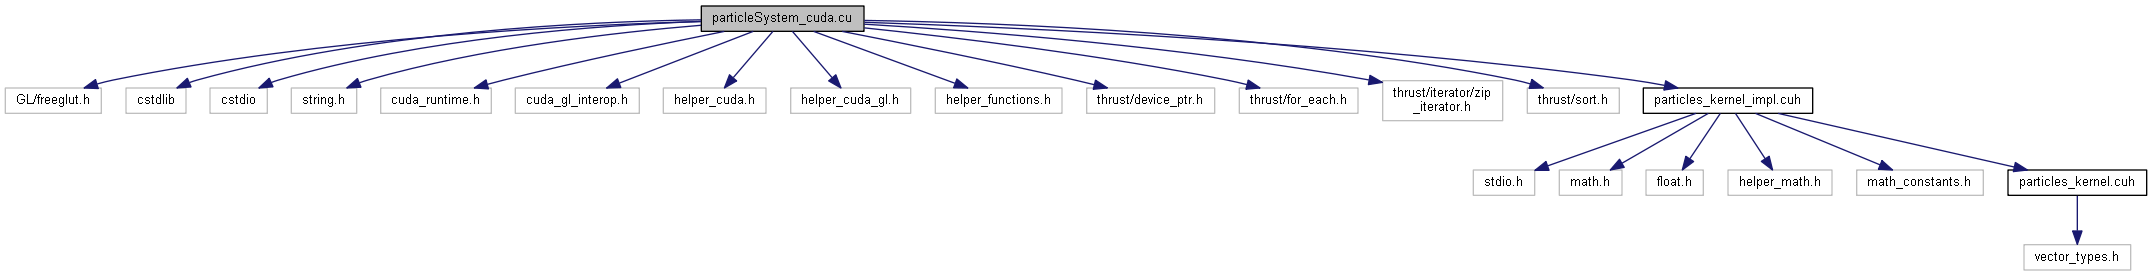 particleSystem_cuda.cu
GL/freeglut.h
cstdlib
cstdio
string.h
cuda_runtime.h
cuda_gl_interop.h
helper_cuda.h
helper_cuda_gl.h
helper_functions.h
thrust/device_ptr.h
thrust/for_each.h
thrust/iterator/zip
_iterator.h
thrust/sort.h
particles_kernel_impl.cuh
stdio.h
math.h
float.h
helper_math.h
math_constants.h
particles_kernel.cuh
vector_types.h